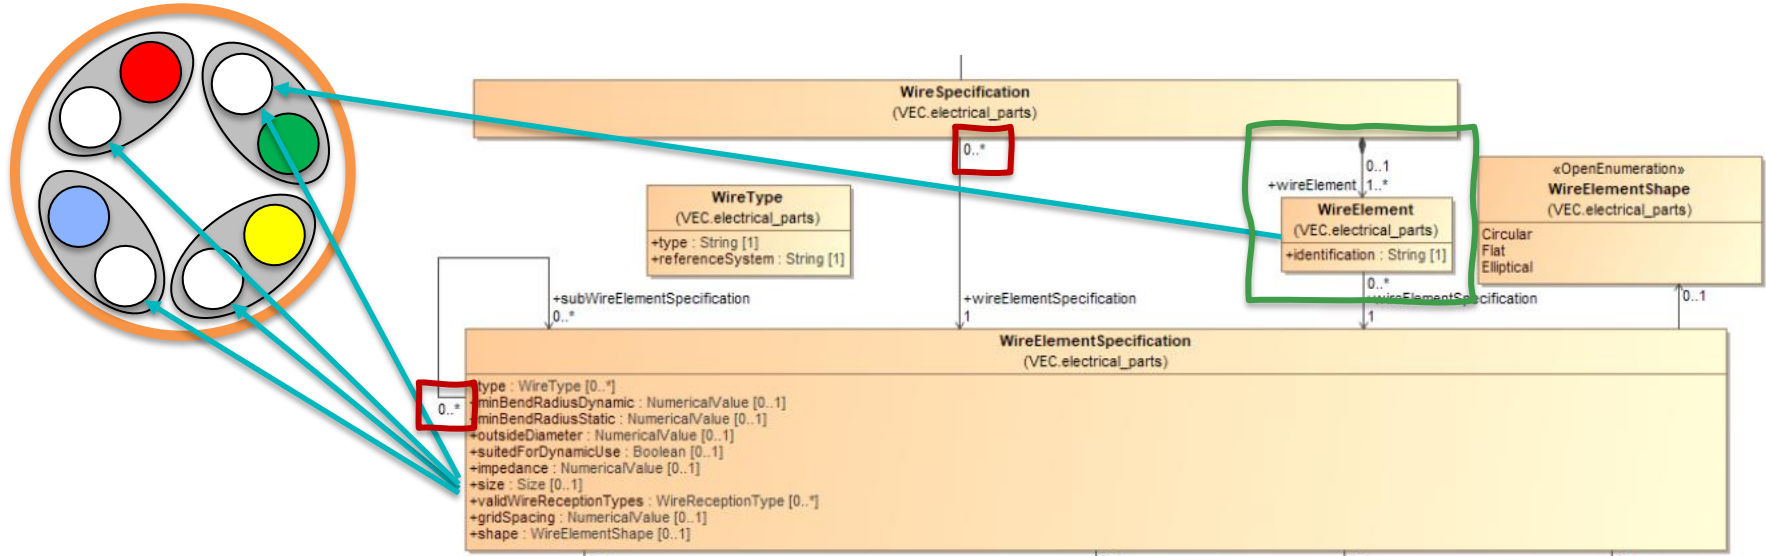 WireSpecification
(VEC.electrical_parts)
0..*
0..1
+wireElement
1..*
«OpenEnumeration»
WireElementShape
(VEC.electrical_parts)
Circular
Flat
Elliptical
WireType
(VEC.electrical_parts)
+type : String [1]
+referenceSystem : String [1]
WireElement
(VEC.electrical_parts)
+identification : String [1]
0..*
+wireElementSpecification
1
0..1
+subWireElementSpecification
0..*
+wireElementSpecification
1
0..*
WireElementSpecification
(VEC.electrical_parts)
type : WireType [0..*]
minBendRadiusDynamic : NumericalValue [0..1]
minBendRadiusStatic : NumericalValue [0..1]
+outsideDiameter : NumericalValue [0..1]
+suitedForDynamicUse : Boolean [0..1]
+impedance : NumericalValue [0..1]
+size : Size [0..1]
+validWireReceptionTypes : WireReceptionType [0..*]
+gridSpacing : NumericalValue [0..1]
+shape : WireElementShape [0..1]